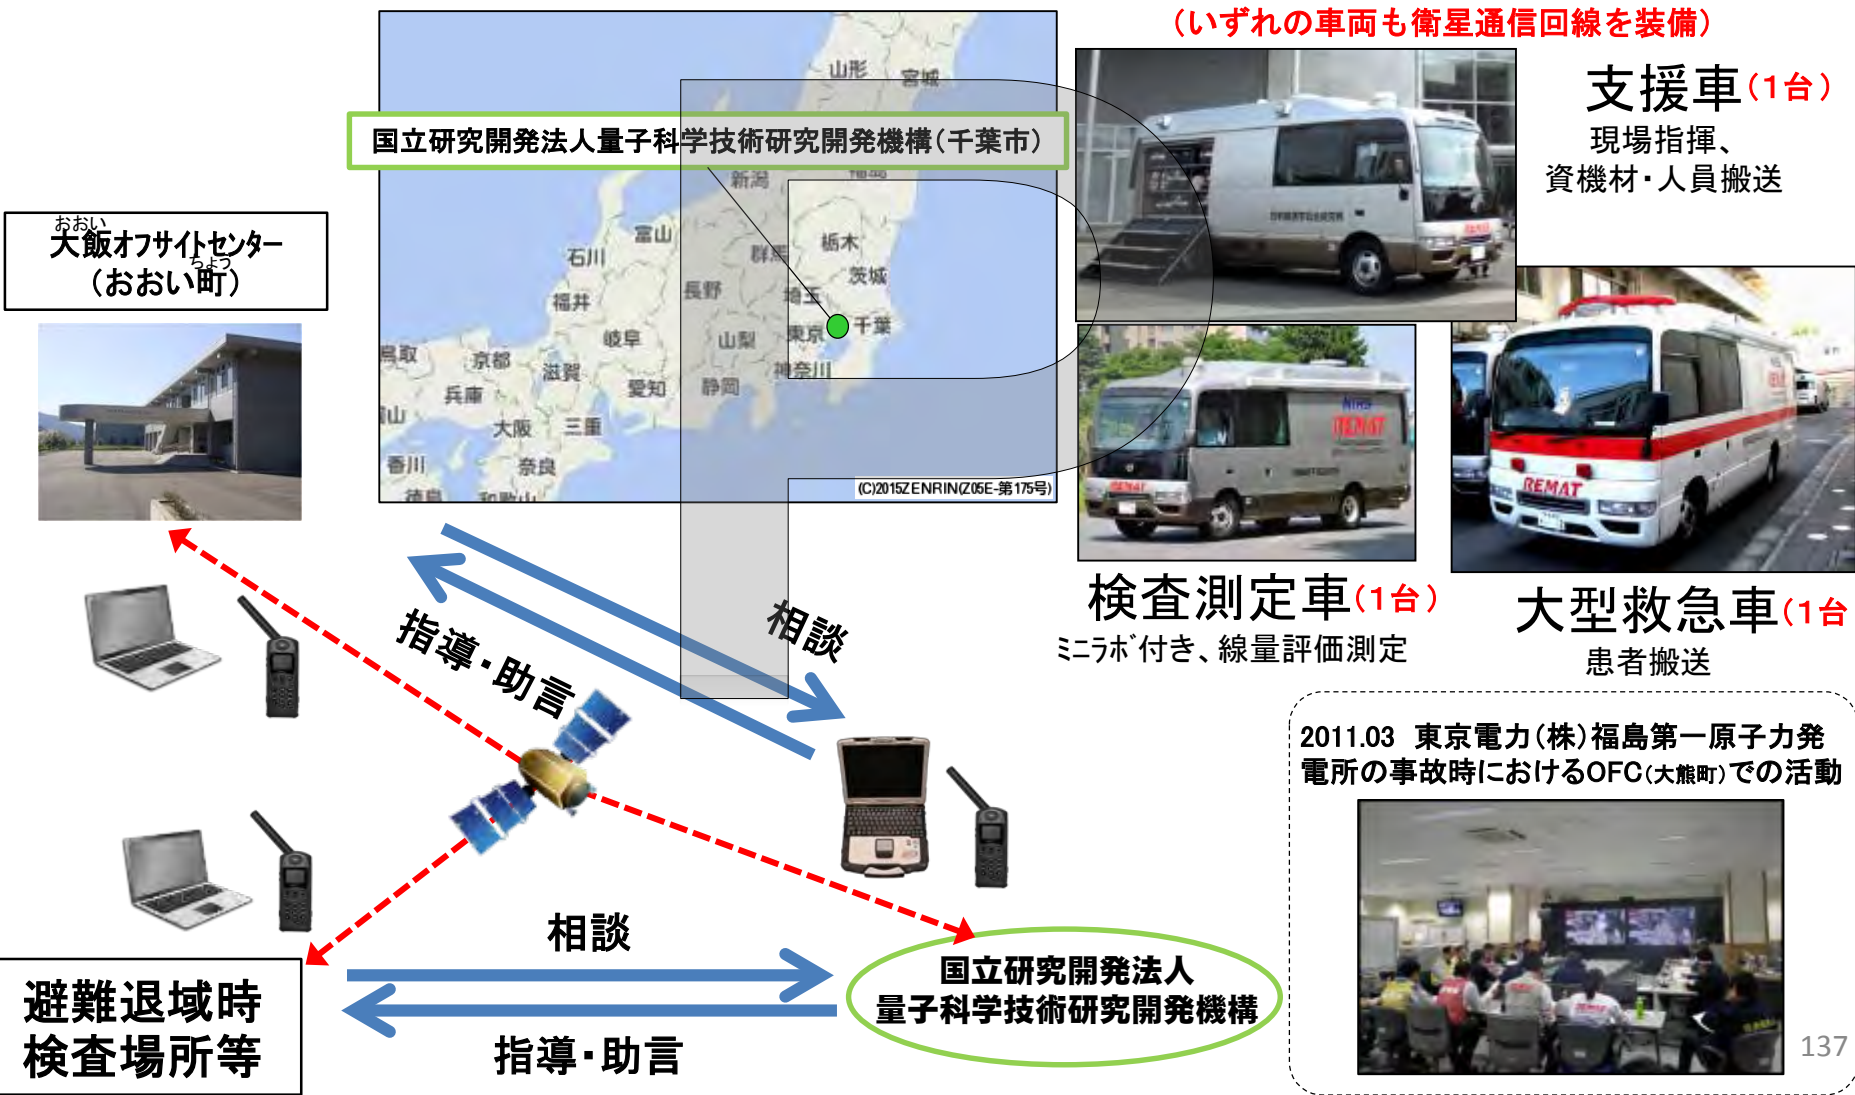 (いずれの車両も衛星通信回線を装備)
支援車(1台)
現場指揮、
資機材・人員搬送
国立研究開発法人量子科学技術研究開発機構(千葉市)
山形
宮城
新潟
福島
富山
石川
群馬
栃木
茨城
福井
長野
埼玉
岐阜
山梨
東京
千葉
鳥取
京都
滋賀
愛知
静岡
神奈川
兵庫
大阪
三重
香川
奈良
徳島
和歌山
(C)2015ZENRIN(Z05E-第175号)
おおい
大飯オフサイトセンター
ちょう
(おおい町)
NIRS
REMAT
REMAT
REMAT
検査測定車(1台)
ミニラボ付き、線量評価測定
大型救急車(1台
患者搬送
相談
指導・助言
2011.03 東京電力(株)福島第一原子力発
電所の事故時におけるOFC(大熊町)での活動
避難退域時
検査場所等
相談
指導・助言
国立研究開発法人
量子科学技術研究開発機構
137